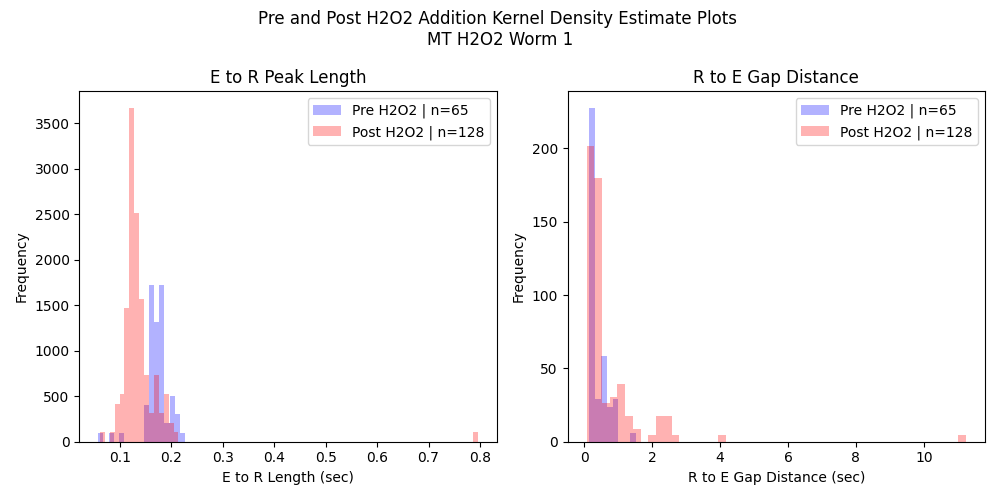 Pre and Post H2O2 Addition Kernel Density Estimate Plots
MT H2O2 Worm 1
E to R Peak Length
Pre H2O2 | n=65
Post H2O2 | n=128
3500
3000
2500
2000
1500
1000
500
0
Frequency
0.1 0.2 0.3 0.4 0.5 0.6 0.7 0.8
E to R Length (sec)
R to E Gap Distance
Pre H2O2 | n=65
Post H2O2 | n=128
200
150
100
50
0
Frequency
0 2 4 6 8 10
R to E Gap Distance (sec)